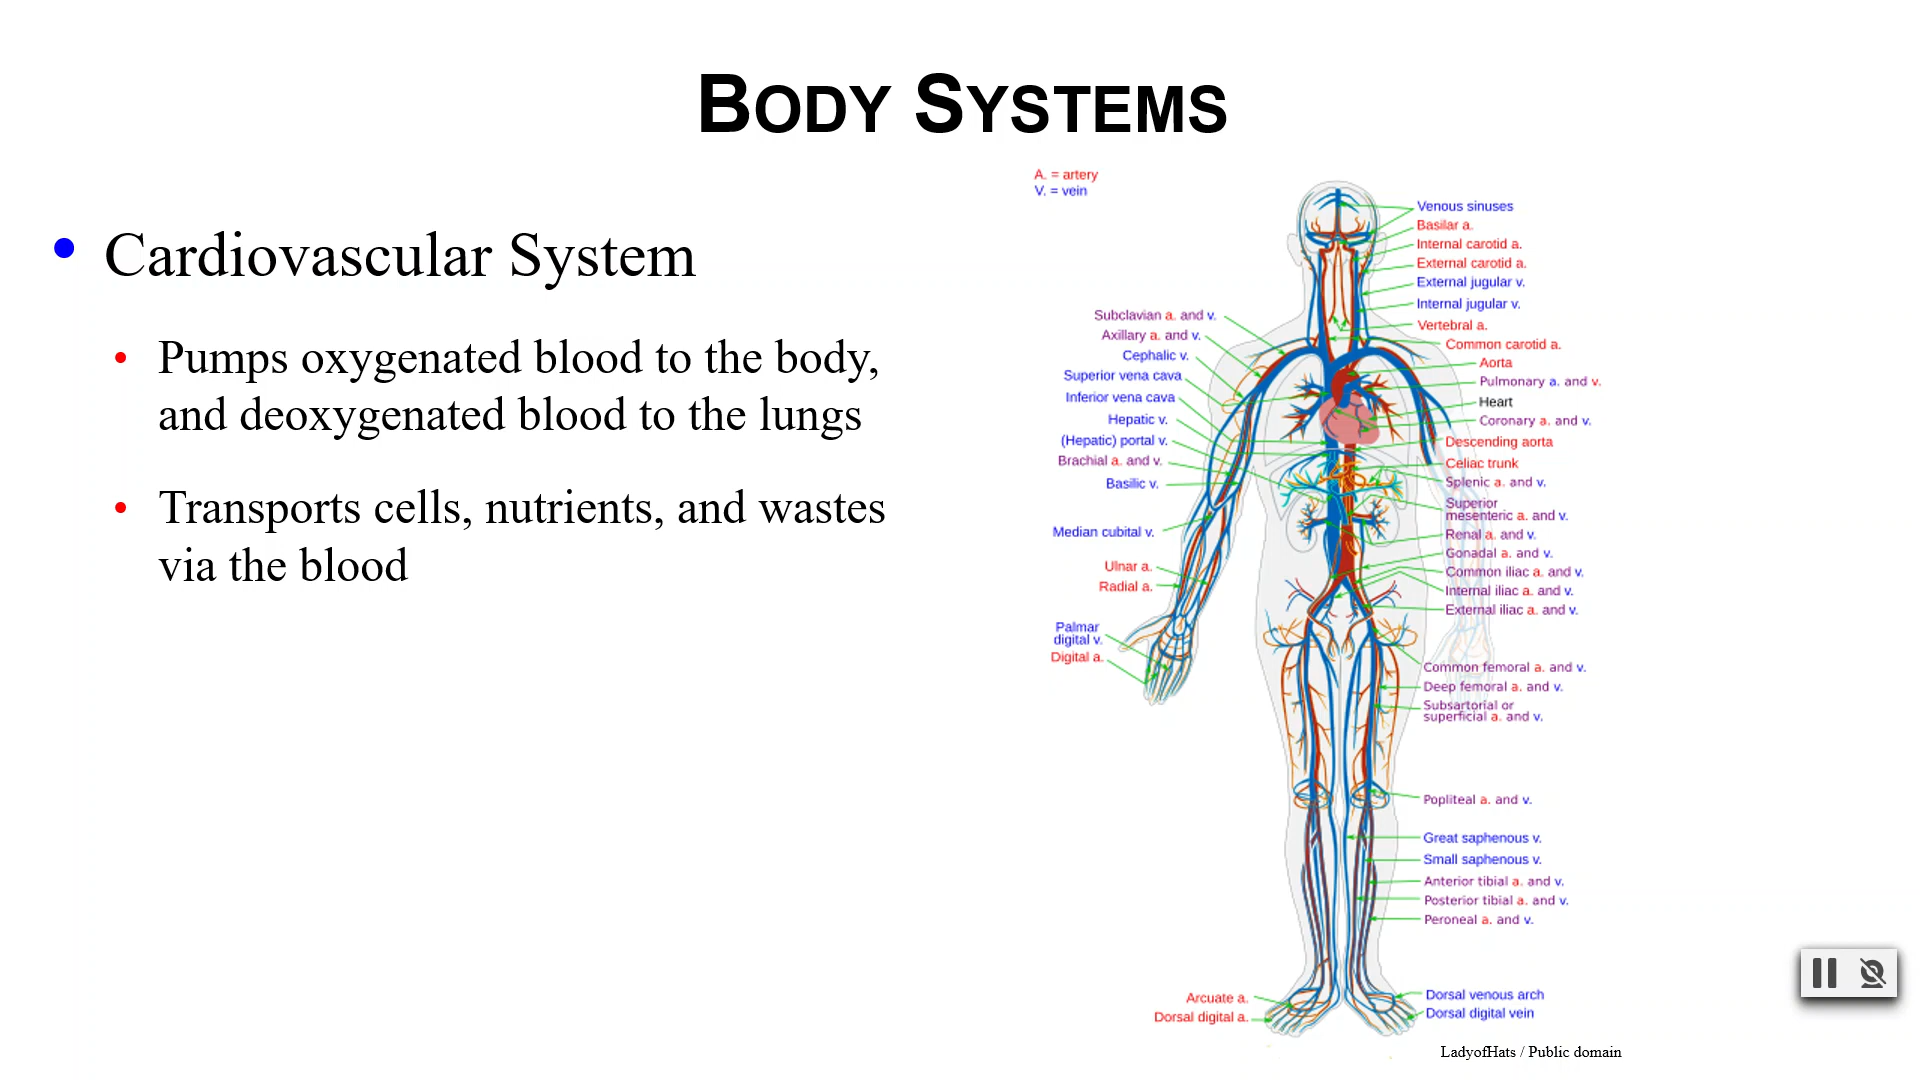 BODY SYSTEMS
Cardiovascular System
Pumps oxygenated blood to the body,
and deoxygenated blood to the lungs
Transports cells, nutrients, and wastes
via the blood
A. = artery
V. = vein
Subclavian a. and v.
Axillary a. and v.
Cephalic v.
Superior vena cava
Inferior vena cava
Hepatic v.
(Hepatic) portal v.
Brachial a. and v.
Basilic v.
Median cubital v.
Ulnar a.
Radial a.
Palmar
digital v.
Digital a.
Arcuate a.
Dorsal digital a.
Venous sinuses
Basilar a.
Internal carotid a.
External carotid a.
External jugular v.
Internal jugular v.
Vertebral a.
Common carotid a.
Aorta
Pulmonary a. and v.
Heart
Coronary a. and v.
Descending aorta
Celiac trunk
Splenic a. and v.
Superior
mesenteric a. and v.
Renal a. and v.
Gonadal a. and v.
Common iliac a. and v.
Internal iliac a. and v.
External iliac a. and v.
Common femoral a. and v.
Deep femoral a. and v.
Subsartorial or
superficial a. and v.
Popliteal a. and v.
Great saphenous v.
Small saphenous v.
Anterior tibial a. and v.
Posterior tibial a. and v.
Peroneal a. and v.
Dorsal venous arch
Dorsal digital vein
LadyofHats / Public domain